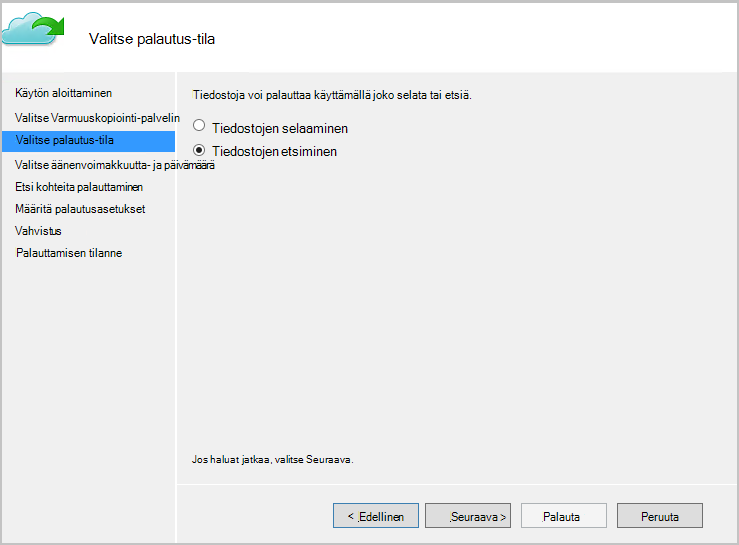 Valitse palautus-tila
Käytön aloittaminen
Valitse Varmuuskopiointi-palvelin
Valitse palautus-tila
Valitse äänenvoimakkuutta- ja päivämäärä
Etsi kohteita palauttaminen
Määritä palautusasetukset
Vahvistus
Palauttamisen tilanne
Tiedostoja voi palauttaa käyttämällä joko selata tai etsiä.
Tiedostojen selaaminen
Tiedostojen etsiminen
Jos haluat jatkaa, valitse Seuraava.
< Edellinen
Seuraava >
Palauta
Peruuta